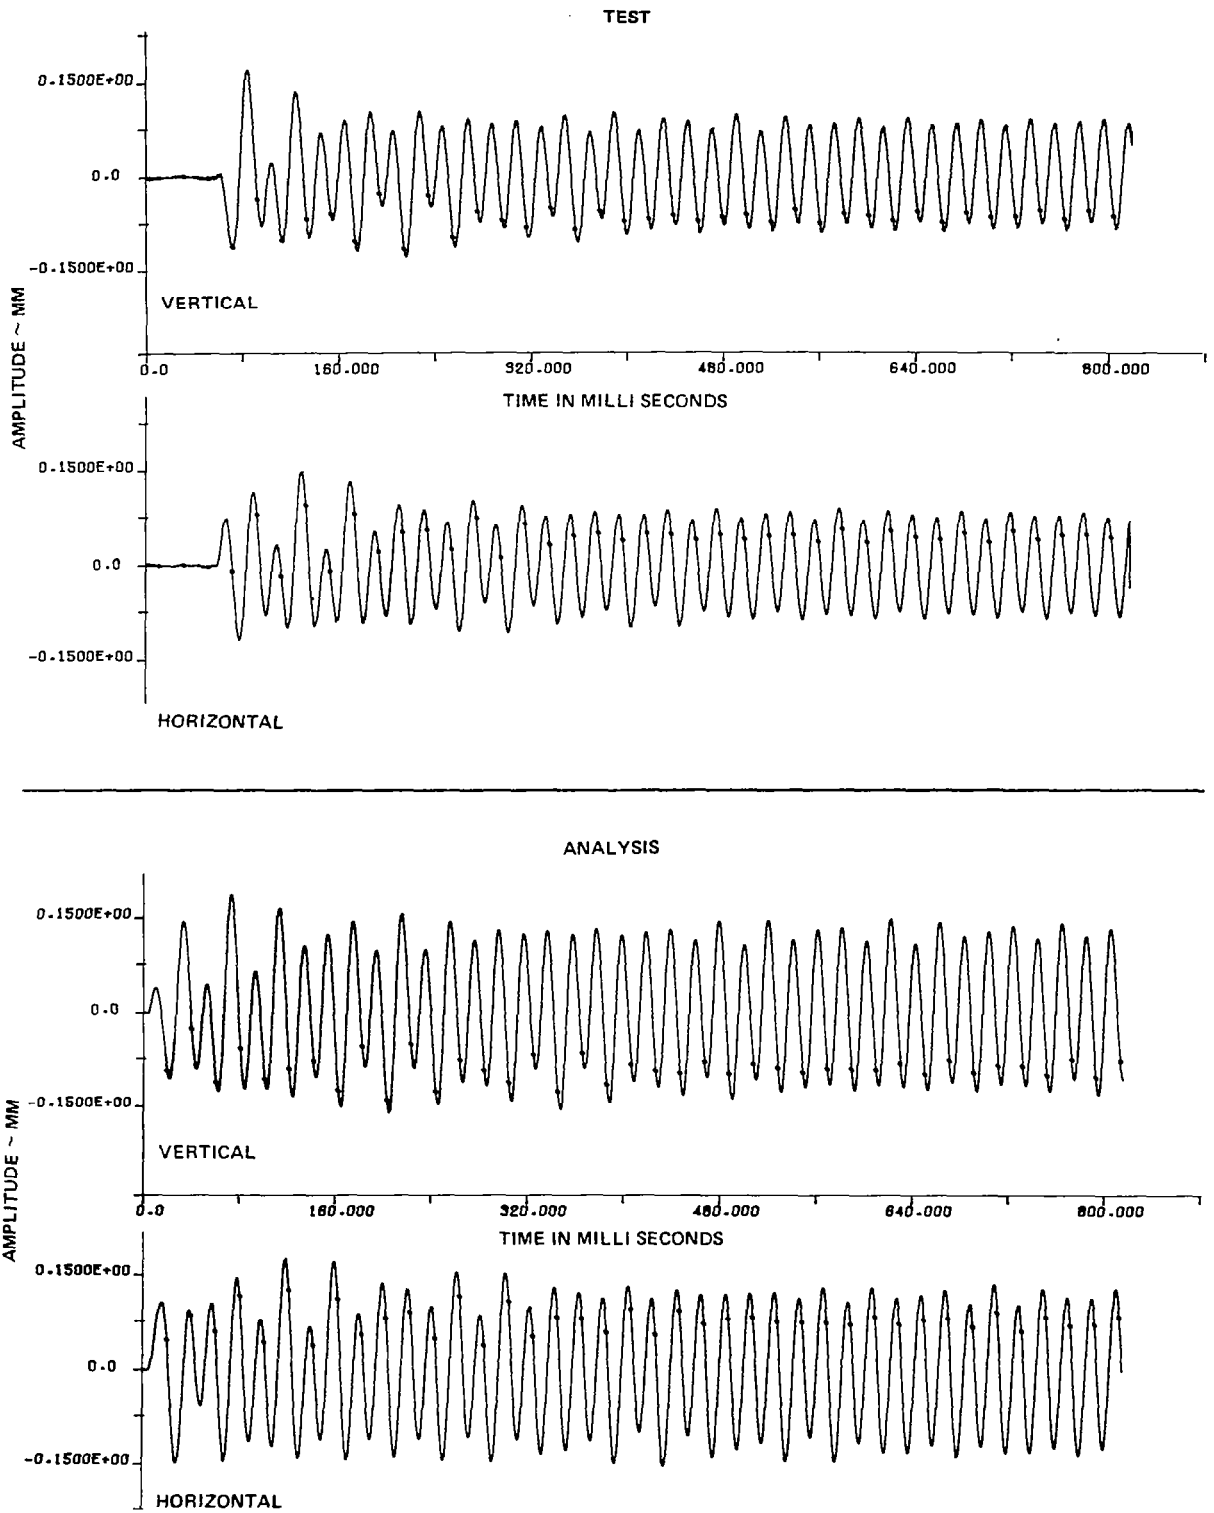 TEST
0.1500E+00
0.0
-0.1500E+00
VERTICAL
0.0 160.000 320.000 480.000 640.000 800.000
TIME IN MILLI SECONDS
AMPLITUDE ~ MM
0.1500E+00
0.0
-0.1500E+00
HORIZONTAL
ANALYSIS
0.1500E+00
0.0
-0.1500E+00
VERTICAL
0.0 160.000 320.000 480.000 640.000 800.000
TIME IN MILLI SECONDS
AMPLITUDE ~ MM
0.1500E+00
0.0
-0.1500E+00
HORIZONTAL